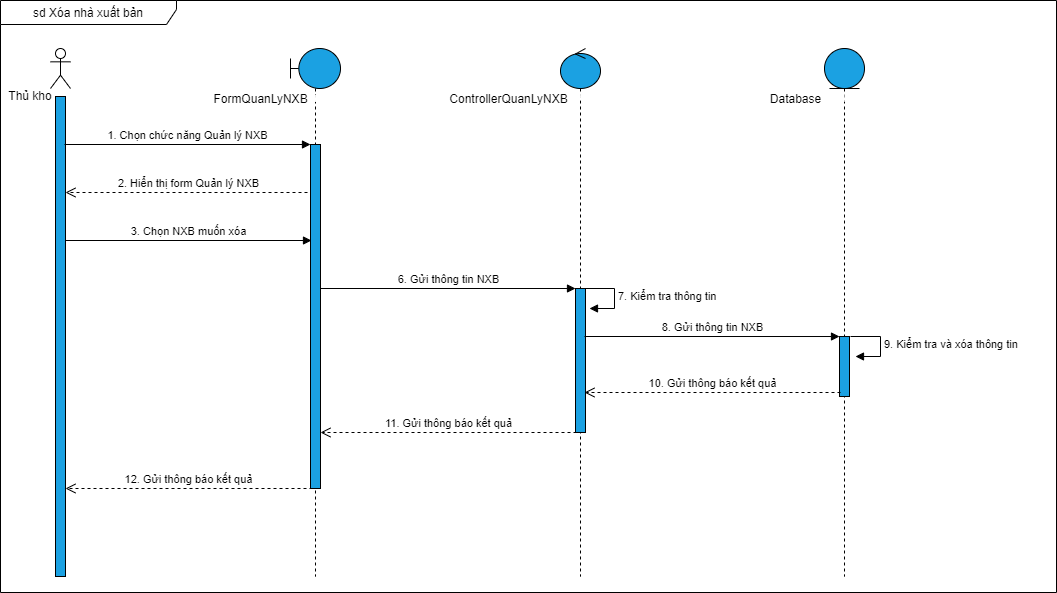 sd Xóa nhà xuất bản
Thủ kho
FormQuanLyNXB
ControllerQuanLyNXB
Database
1. Chọn chức năng Quản lý NXB
2. Hiển thị form Quản lý NXB
3. Chọn NXB muốn xóa
6. Gửi thông tin NXB
7. Kiểm tra thông tin
8. Gửi thông tin NXB
9. Kiểm tra và xóa thông tin
10. Gửi thông báo kết quả
11. Gửi thông báo kết quả
12. Gửi thông báo kết quả